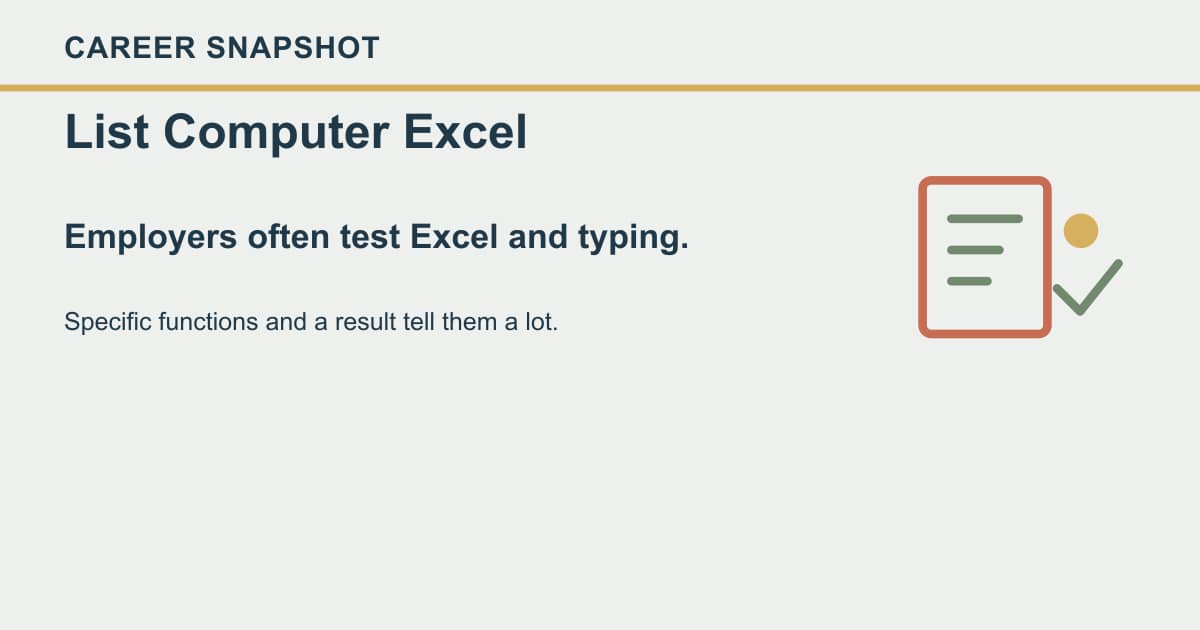 CAREER SNAPSHOT
List Computer Excel
Employers often test Excel and typing.
Specific functions and a result tell them a lot.